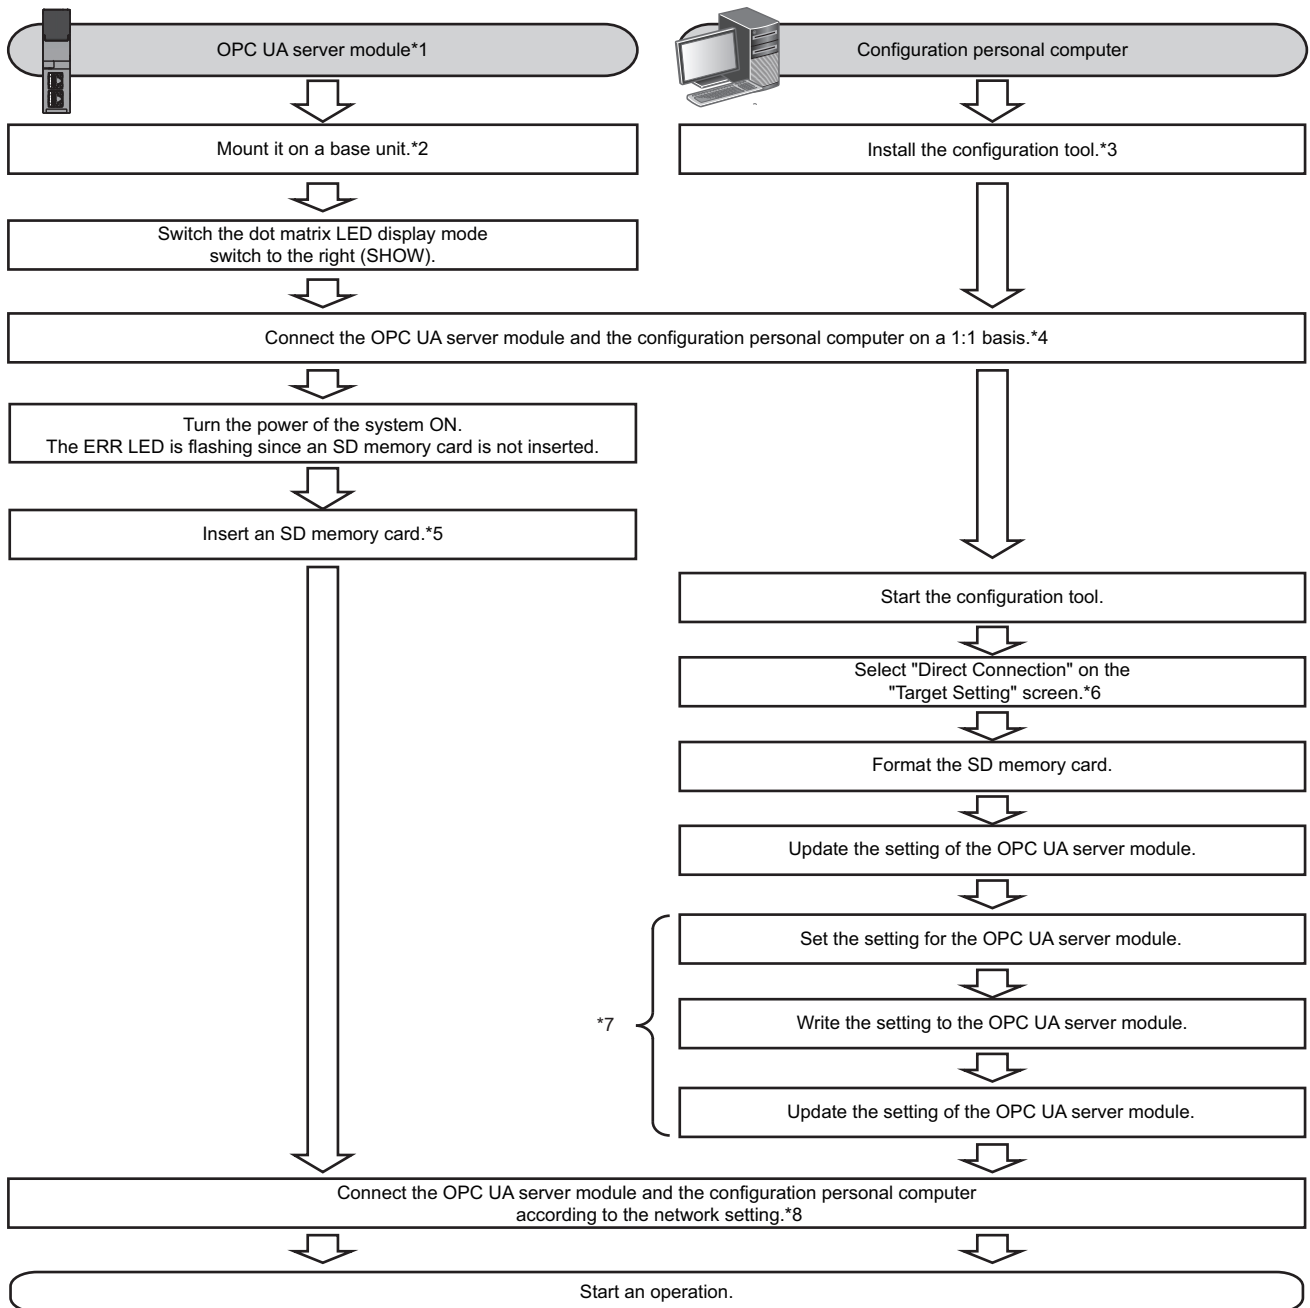 OPC UA server module*1
Configuration personal computer
Mount it on a base unit.*2
Install the configuration tool.*3
Switch the dot matrix LED display mode
switch to the right (SHOW).
Connect the OPC UA server module and the configuration personal computer on a 1:1 basis.*4
Turn the power of the system ON.
The ERR LED is flashing since an SD memory card is not inserted.
Insert an SD memory card.*5
Start the configuration tool.
Select "Direct Connection" on the
"Target Setting" screen.*6
Format the SD memory card.
Update the setting of the OPC UA server module.
Set the setting for the OPC UA server module.
*7
Write the setting to the OPC UA server module.
Update the setting of the OPC UA server module.
Connect the OPC UA server module and the configuration personal computer
according to the network setting.*8
Start an operation.